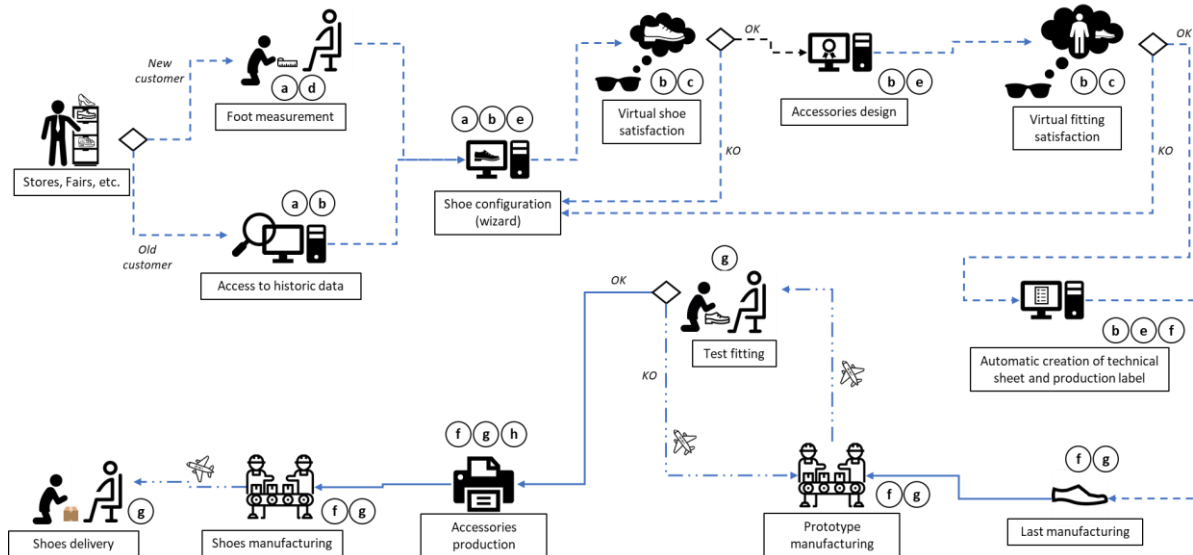 New
customer
a d
Foot measurement
Stores, Fairs, etc.
Old
customer
a b
Access to historic data
a b e
Shoe configuration
(wizard)
b c
Virtual shoe
satisfaction
OK
KO
b e
Accessories design
b c
Virtual fitting
satisfaction
OK
KO
b e f
Automatic creation of technical
sheet and production label
f g
Last manufacturing
f g
Prototype
manufacturing
g
Test fitting
OK
KO
f g h
Accessories
production
f g
Shoes manufacturing
g
Shoes delivery